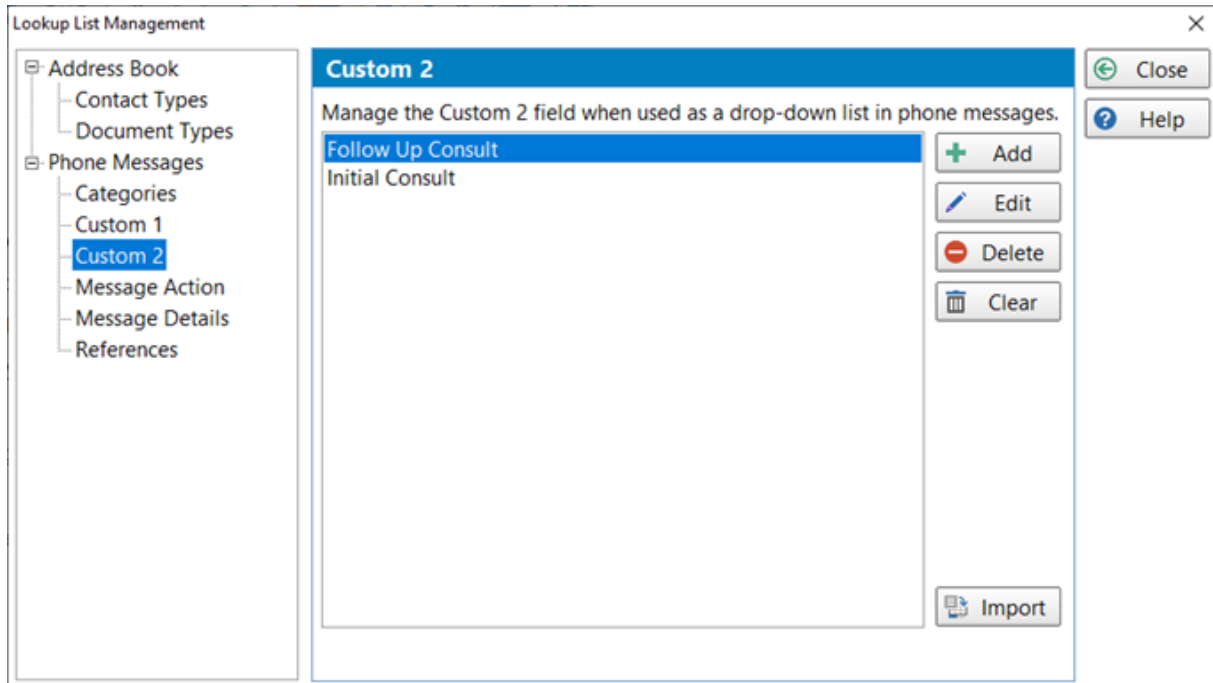 Lookup List Management
Address Book
Contact Types
Document Types
Phone Messages
Categories
Custom 1
Custom 2
Message Action
Message Details
References
Custom 2
Manage the Custom 2 field when used as a drop-down list in phone messages.
Follow Up Consult
Initial Consult
Add
Edit
Delete
Clear
Import
Close
Help